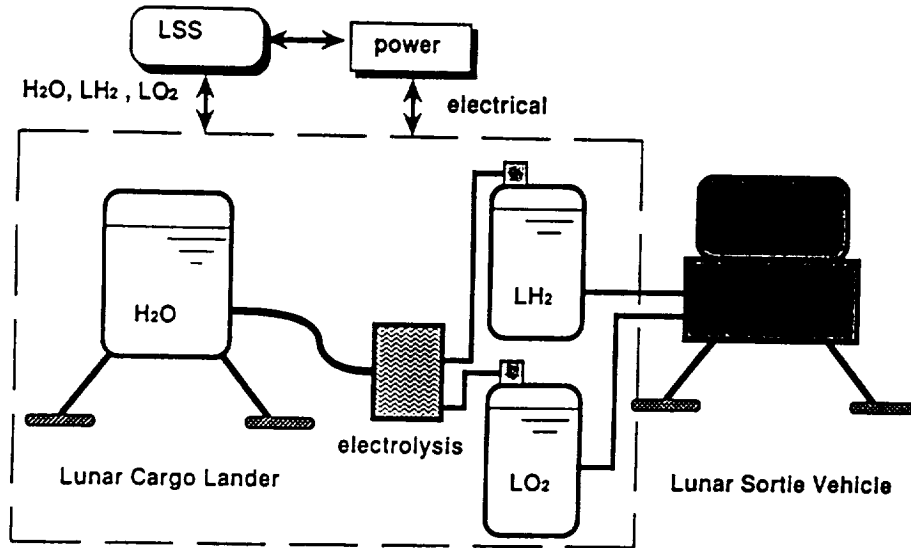 LSS
power
H₂O, LH₂ , LO₂
electrical
H₂O
LH₂
electrolysis
LO₂
Lunar Cargo Lander
Lunar Sortie Vehicle